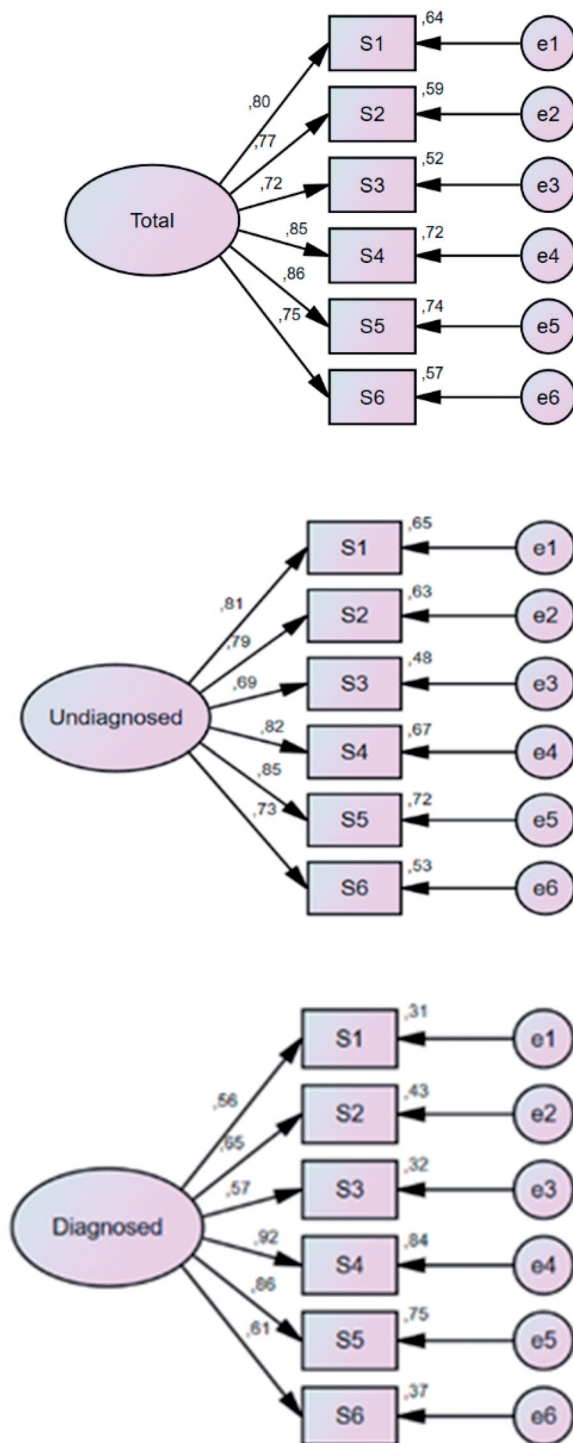 ,64
S1
e1
,80
,59
S2
e2
,77
,52
S3
e3
,72
Total
,85
,72
S4
e4
,86
,74
S5
e5
,75
,57
S6
e6
,65
S1
e1
,81
,63
S2
e2
,79
,48
S3
e3
,69
Undiagnosed
,82
,67
S4
e4
,85
,72
S5
e5
,73
,53
S6
e6
,31
S1
e1
,56
,43
S2
e2
,65
,32
S3
e3
,57
Diagnosed
,92
,84
S4
e4
,86
,75
S5
e5
,61
,37
S6
e6